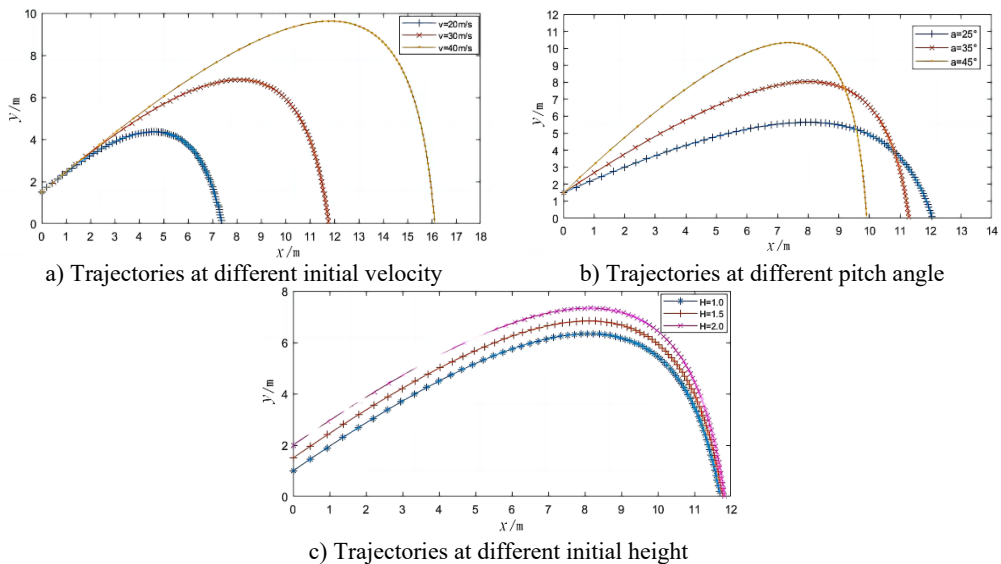 v=20m/s
v=30m/s
v=40m/s
y/m
10
8
6
4
2
0
0 1 2 3 4 5 6 7 8 9 10 11 12 13 14 15 16 17 18
x/m
a) Trajectories at different initial velocity
a=25°
a=35°
a=45°
y/m
12
11
10
9
8
7
6
5
4
3
2
1
0
0 1 2 3 4 5 6 7 8 9 10 11 12 13 14
x/m
b) Trajectories at different pitch angle
H=1.0
H=1.5
H=2.0
y/m
8
6
4
2
0
0 1 2 3 4 5 6 7 8 9 10 11 12
x/m
c) Trajectories at different initial height